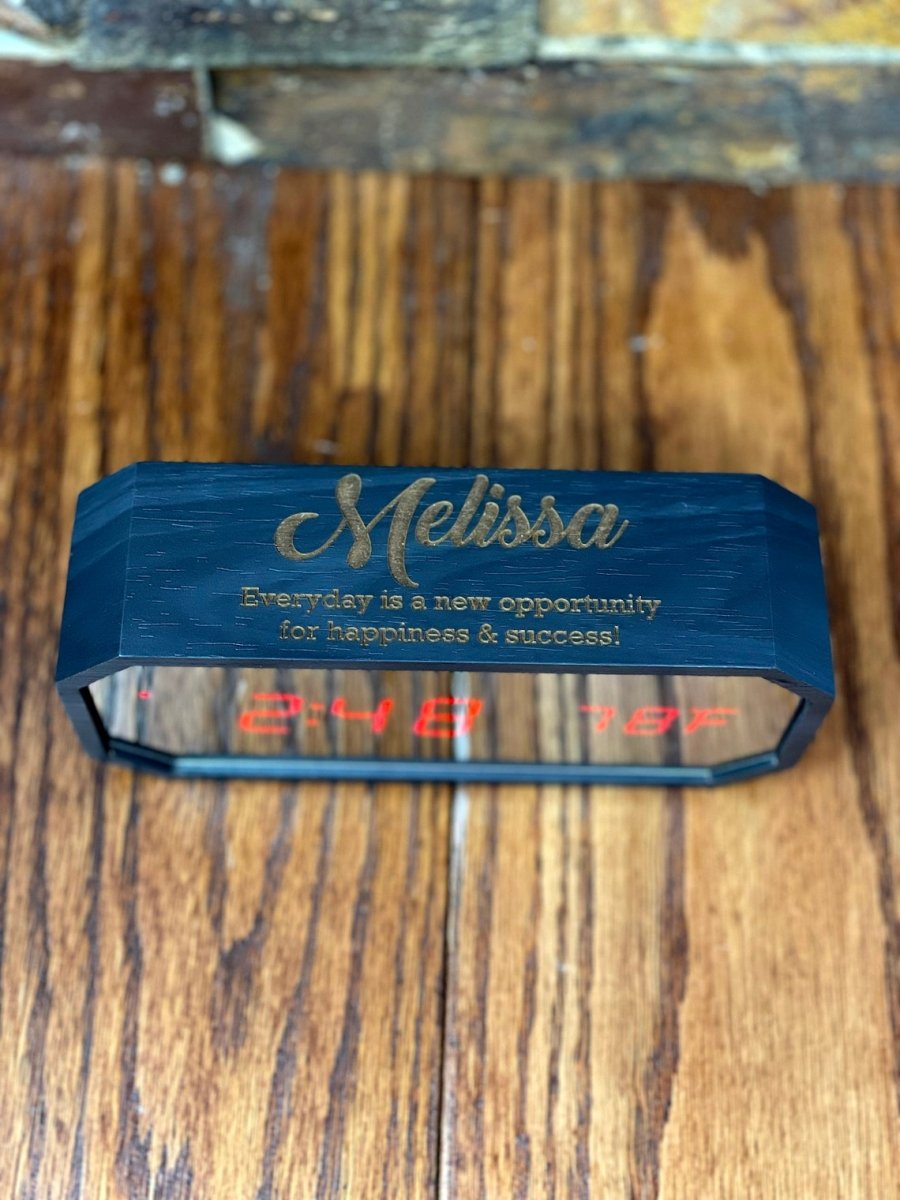 Melissa
Everyday is a new opportunity
for happiness & success!
2:48 78F